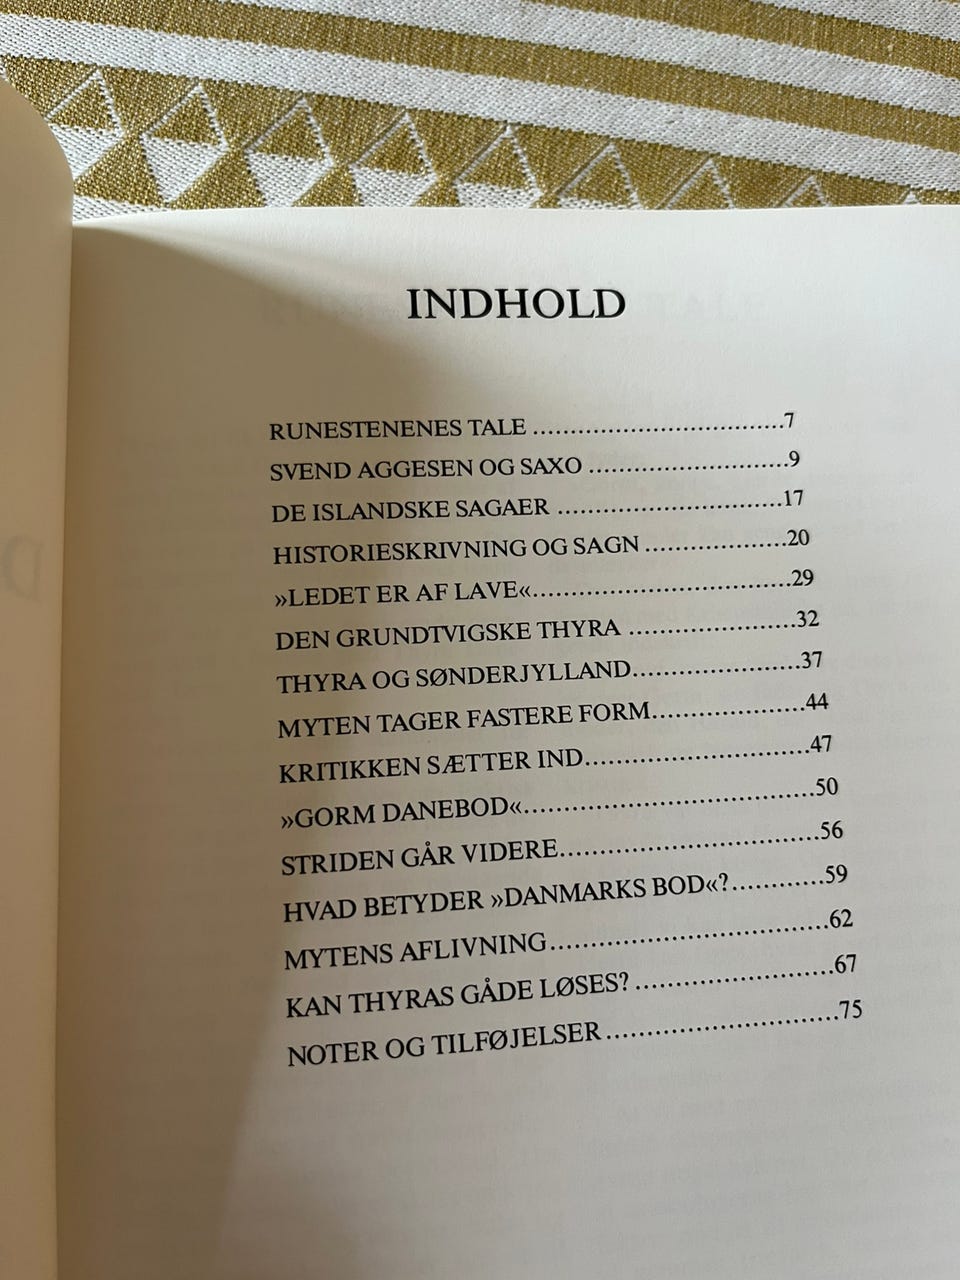 INDHOLD
RUNESTENENES TALE ................................7
SVEND AGGESEN OG SAXO .........................9
DE ISLANDSKE SAGAER .............................17
HISTORIESKRIVNING OG SAGN ..................20
»LEDET ER AF LAVE«.................................29
DEN GRUNDTVIGSKE THYRA .....................32
THYRA OG SØNDERJYLLAND.....................37
MYTEN TAGER FASTERE FORM...................44
KRITIKKEN SÆTTER IND............................47
»GORM DANEBOD«.....................................50
STRIDEN GÅR VIDERE.................................56
HVAD BETYDER »DANMARKS BOD«?............59
MYTENS AFLIVNING...................................62
KAN THYRAS GÅDE LØSES? .........................67
NOTER OG TILFØJELSER.............................75